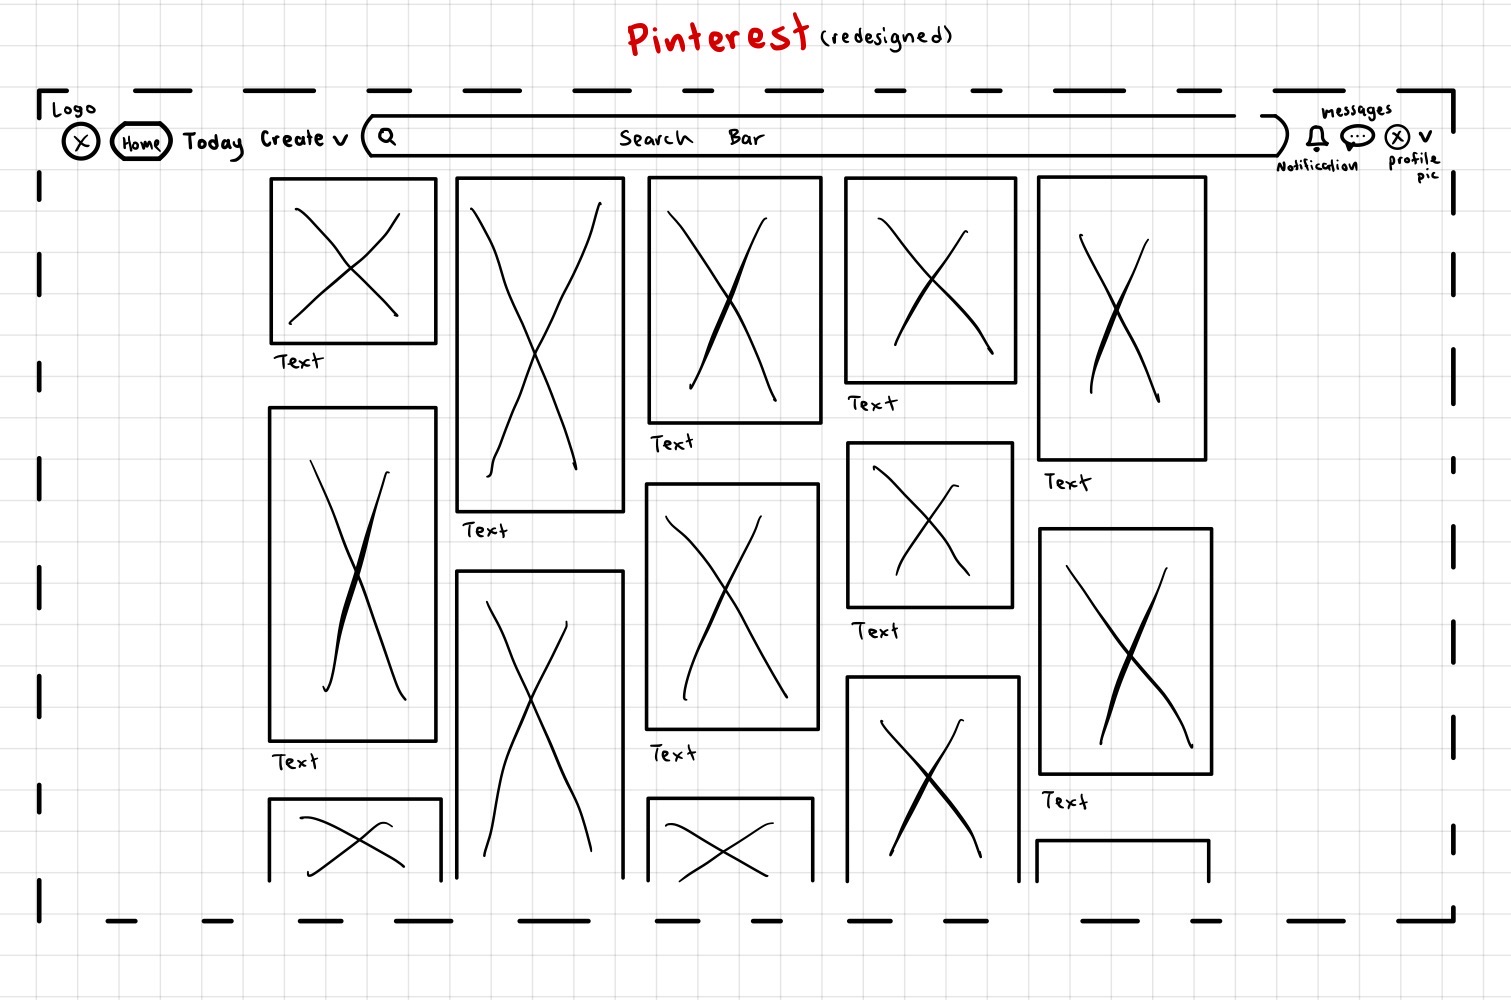 Pinterest (redesigned)
Logo
messages
Home Today Create Search Bar
Notification
profile
pic
Text
Text
Text
Text
Text
Text
Text
Text
Text